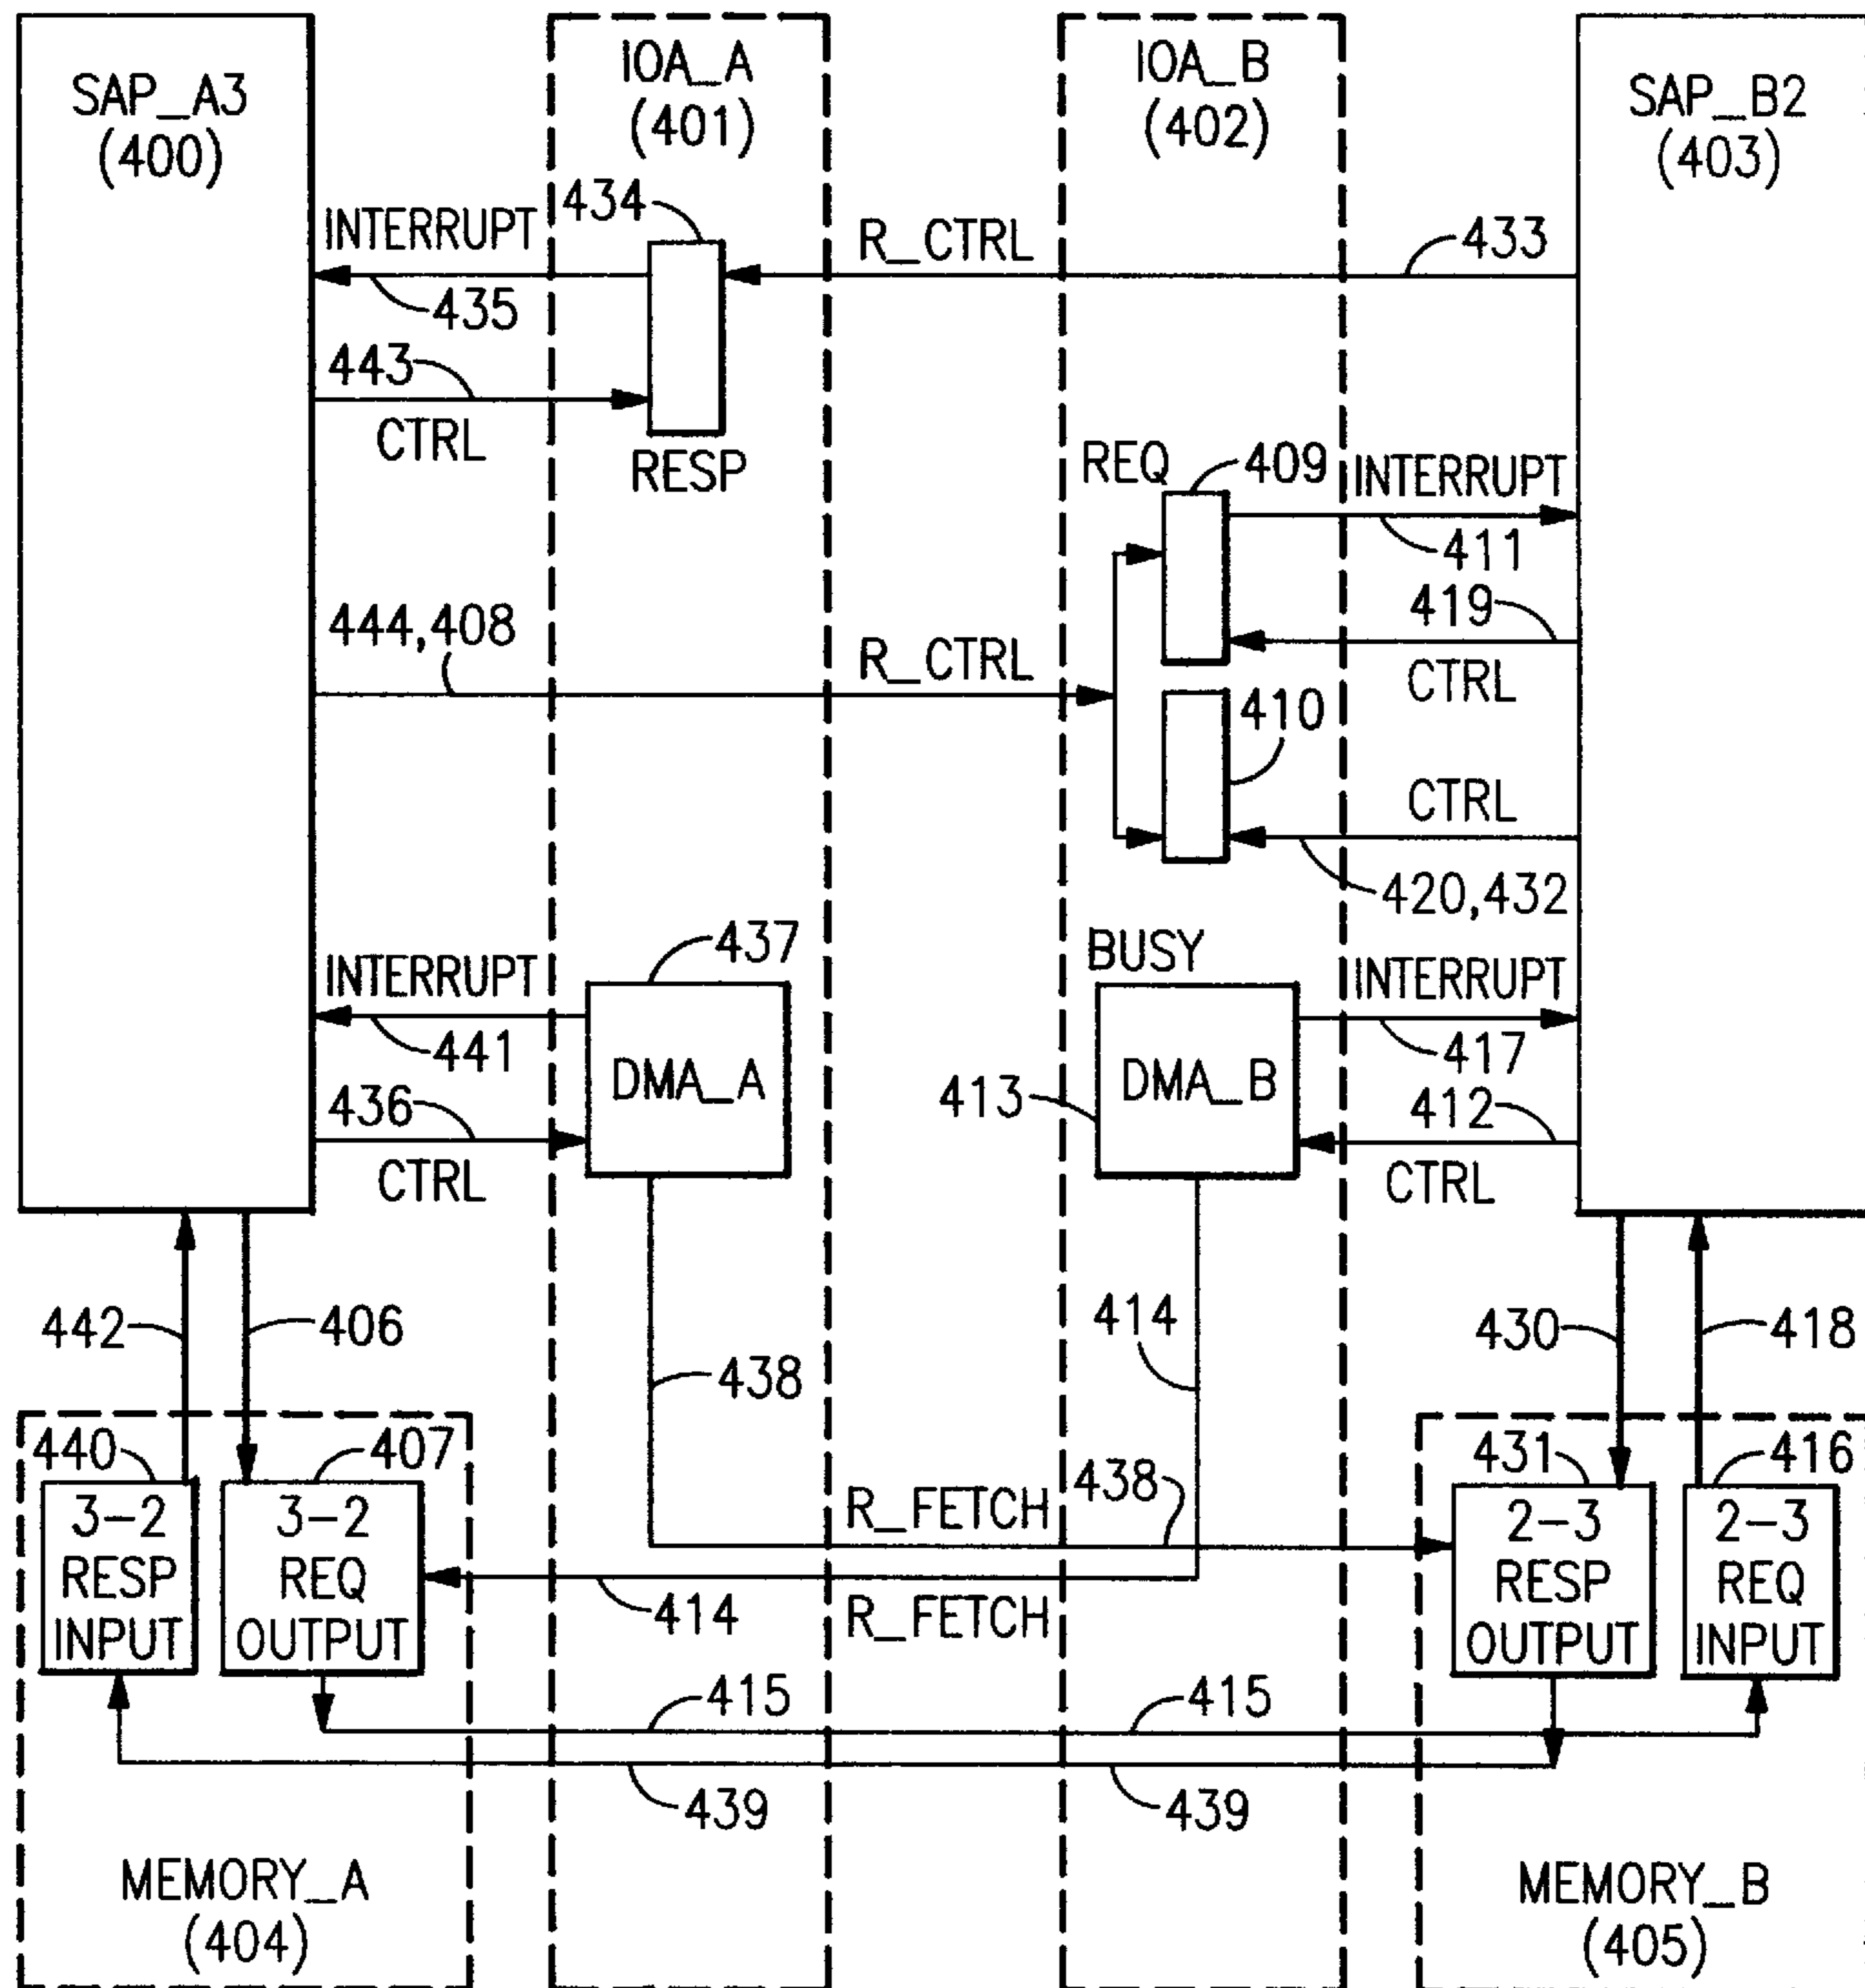 SAP_A3
(400)
IOA_A
(401)
IOA_B
(402)
SAP_B2
(403)
INTERRUPT
434
R_CTRL
433
435
443
CTRL
RESP
REQ
409
INTERRUPT
411
419
CTRL
444,408
R_CTRL
410
CTRL
420,432
INTERRUPT
437
BUSY
INTERRUPT
441
DMA_A
413
DMA_B
417
436
412
CTRL
CTRL
442
406
438
414
430
418
440
407
438
431
416
3-2
RESP
INPUT
3-2
REQ
OUTPUT
R_FETCH
2-3
RESP
OUTPUT
2-3
REQ
INPUT
414
R_FETCH
415
415
439
439
MEMORY_A
(404)
MEMORY_B
(405)